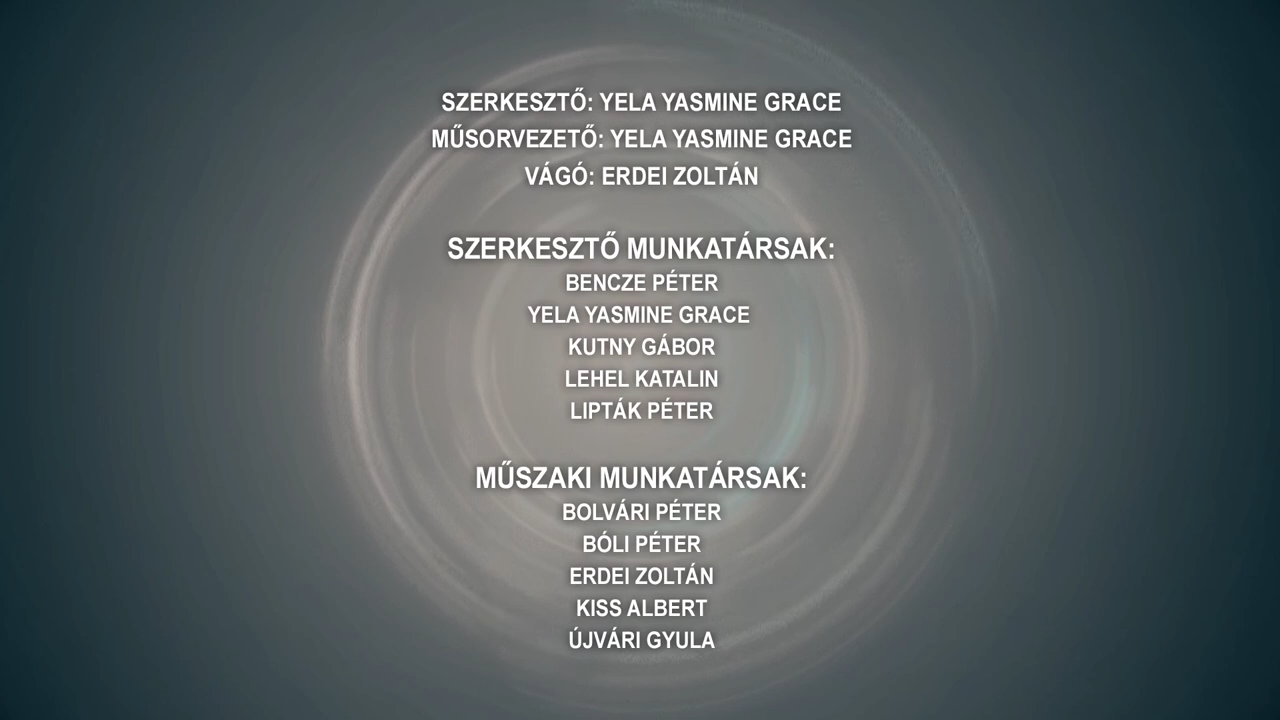 SZERKESZTŐ: YELA YASMINE GRACE
MŰSORVEZETŐ: YELA YASMINE GRACE
VÁGÓ: ERDEI ZOLTÁN
SZERKESZTŐ MUNKATÁRSAK:
BENCZE PÉTER
YELA YASMINE GRACE
KUTNY GÁBOR
LEHEL KATALIN
LIPTÁK PÉTER
MŰSZAKI MUNKATÁRSAK:
BOLVÁRI PÉTER
BÓLI PÉTER
ERDEI ZOLTÁN
KISS ALBERT
ÚJVÁRI GYULA